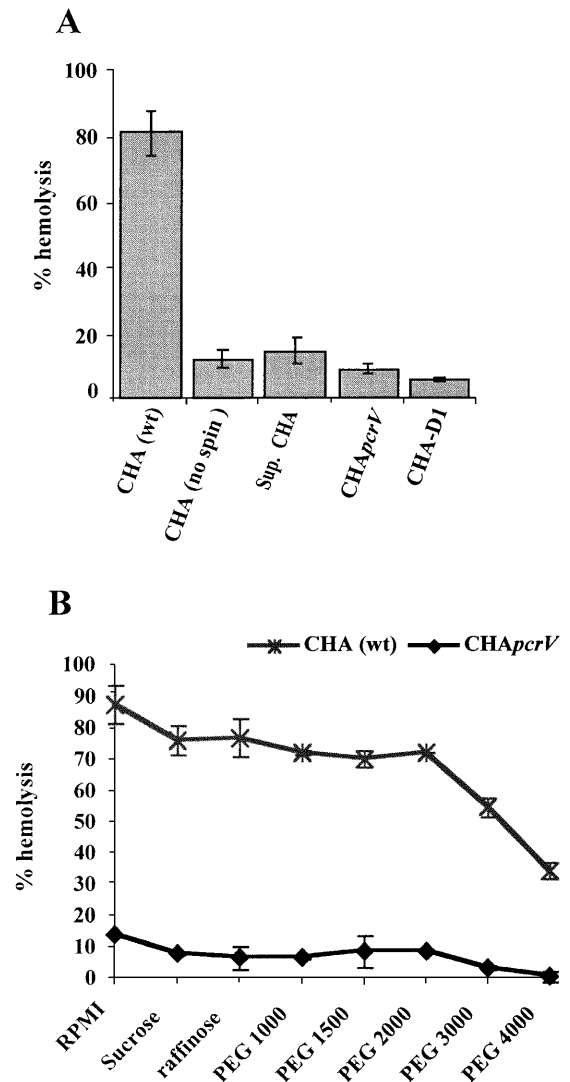 A
% hemolysis
100
80
60
40
20
0
CHA (wt)
CHA (no spin )
Sup. CHA
CHApcrV
CHA-D1
B
CHA (wt) CHApcrV
% hemolysis
100
90
80
70
60
50
40
30
20
10
0
RPMI
Sucrose
raffinose
PEG 1000
PEG 1500
PEG 2000
PEG 3000
PEG 4000